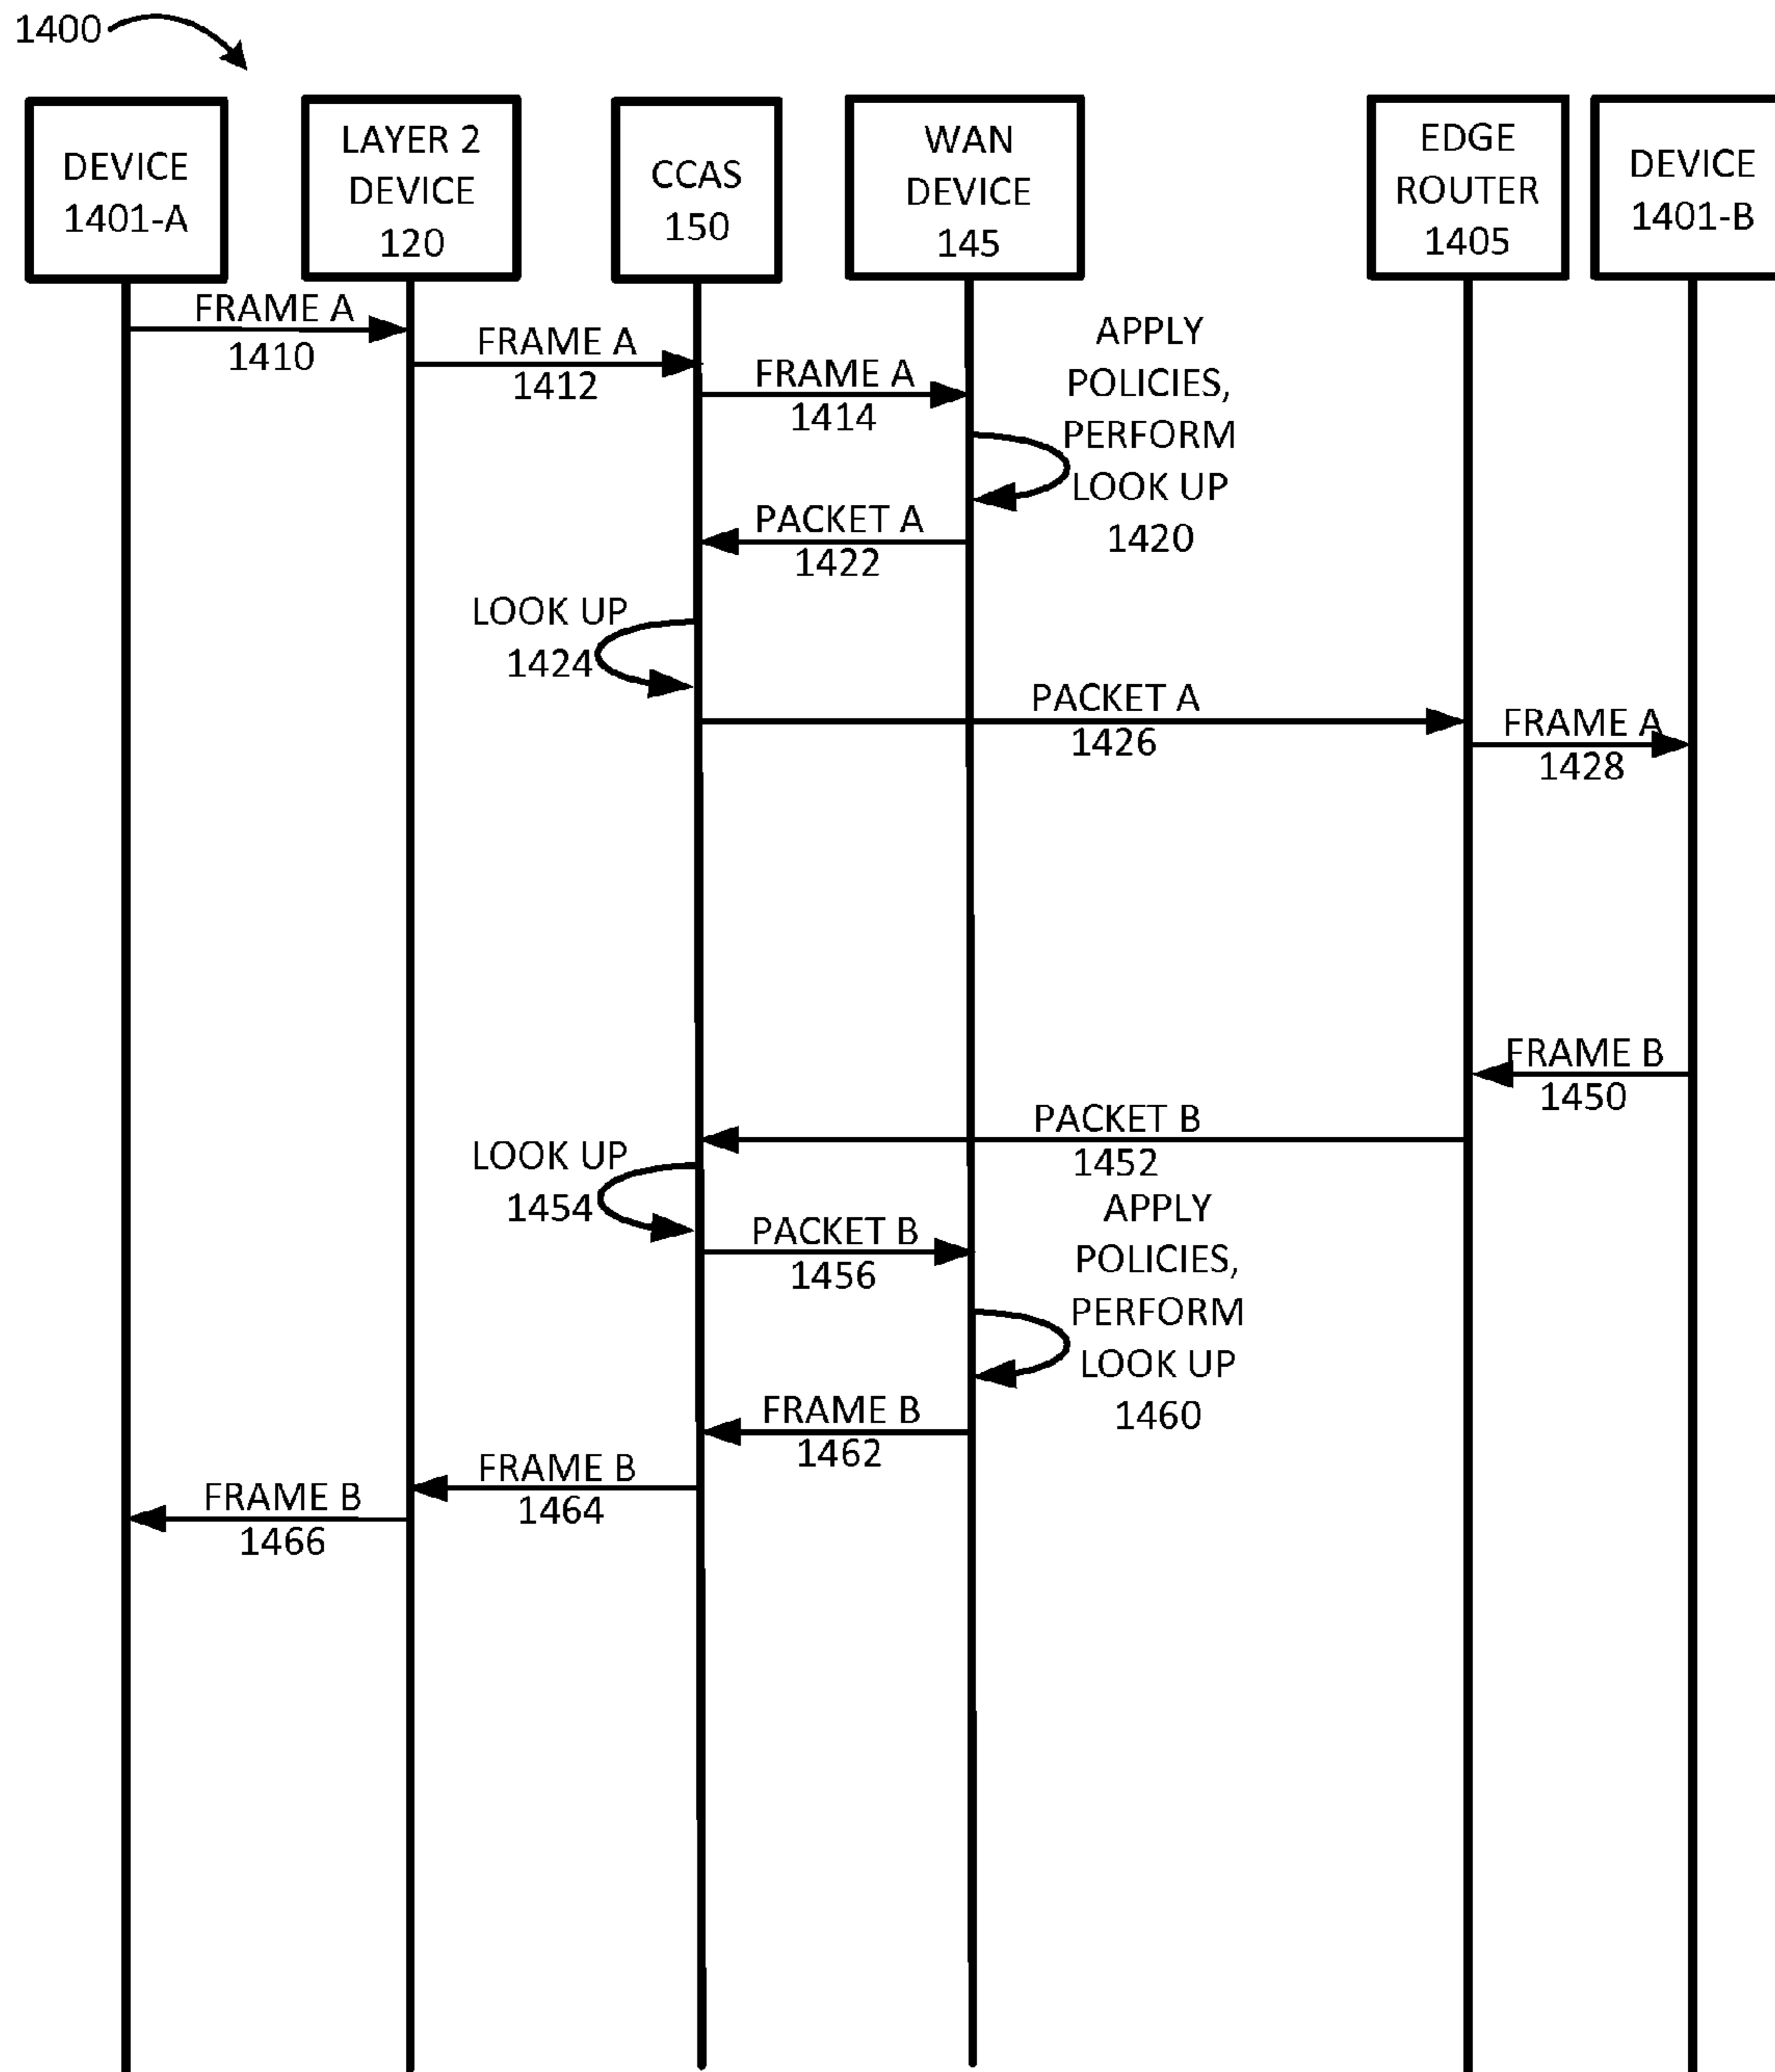 1400
DEVICE
1401-A
LAYER 2
DEVICE
120
CCAS
150
WAN
DEVICE
145
EDGE
ROUTER
1405
DEVICE
1401-B
FRAME A
1410
FRAME A
1412
FRAME A
1414
APPLY
POLICIES,
PERFORM
LOOK UP
1420
PACKET A
1422
LOOK UP
1424
PACKET A
1426
FRAME A
1428
FRAME B
1450
PACKET B
1452
LOOK UP
1454
PACKET B
1456
APPLY
POLICIES,
PERFORM
LOOK UP
1460
FRAME B
1462
FRAME B
1464
FRAME B
1466